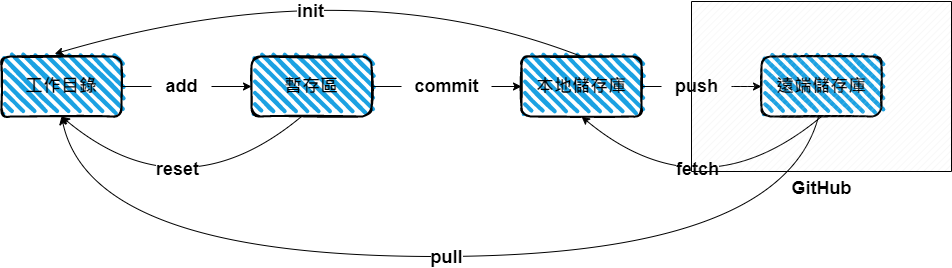 init
工作目錄
add
暫存區
commit
本地儲存庫
push
遠端儲存庫
reset
fetch
GitHub
pull